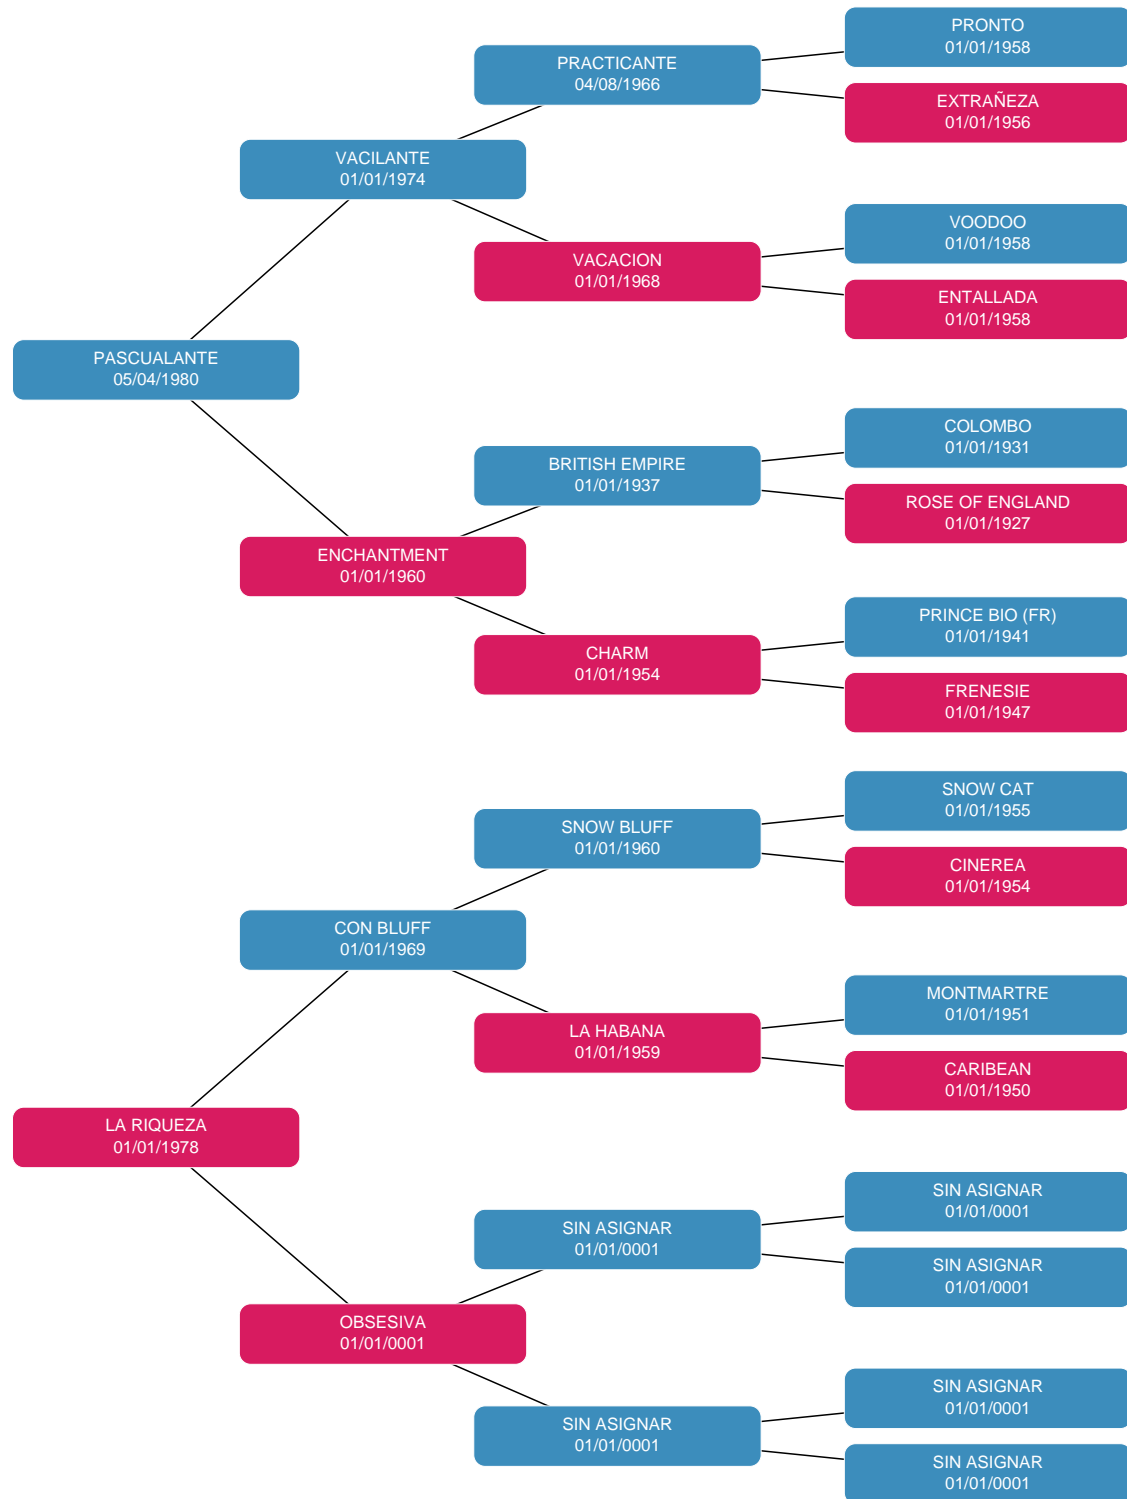 PRONTO
01/01/1958
PRACTICANTE
04/08/1966
EXTRAÑEZA
01/01/1956
VACILANTE
01/01/1974
VOODOO
01/01/1958
VACACION
01/01/1968
ENTALLADA
01/01/1958
PASCUALANTE
05/04/1980
COLOMBO
01/01/1931
BRITISH EMPIRE
01/01/1937
ROSE OF ENGLAND
01/01/1927
ENCHANTMENT
01/01/1960
PRINCE BIO (FR)
01/01/1941
CHARM
01/01/1954
FRENESIE
01/01/1947
SNOW CAT
01/01/1955
SNOW BLUFF
01/01/1960
CINEREA
01/01/1954
CON BLUFF
01/01/1969
MONTMARTRE
01/01/1951
LA HABANA
01/01/1959
CARIBEAN
01/01/1950
LA RIQUEZA
01/01/1978
SIN ASIGNAR
01/01/0001
SIN ASIGNAR
01/01/0001
SIN ASIGNAR
01/01/0001
OBSESIVA
01/01/0001
SIN ASIGNAR
01/01/0001
SIN ASIGNAR
01/01/0001
SIN ASIGNAR
01/01/0001